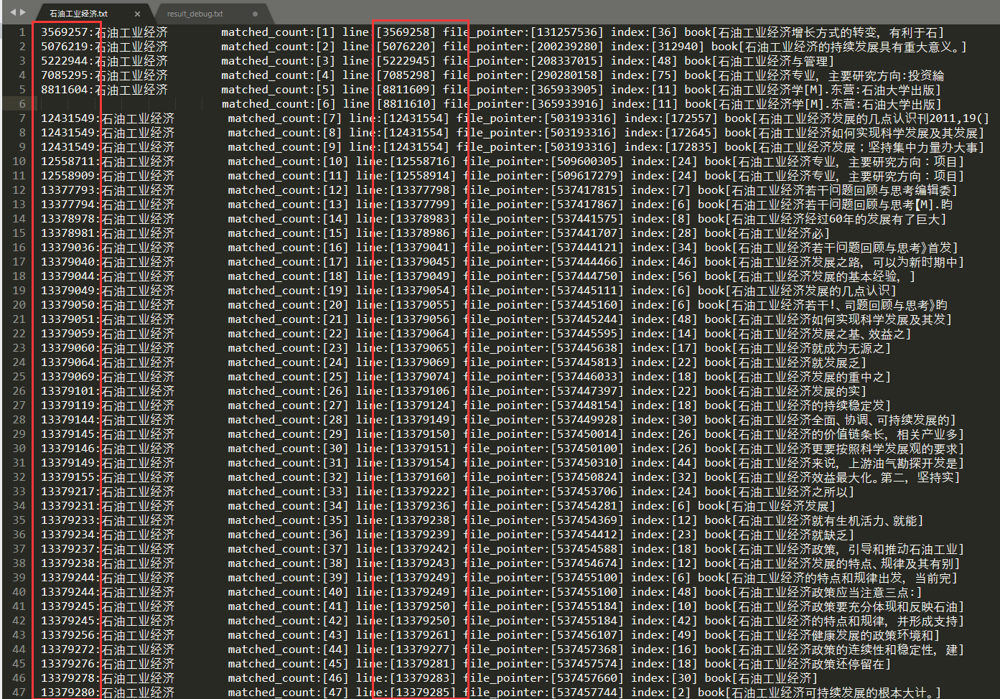 石油工业经济.txt × result_debug.txt
1 3569257:石油工业经济 matched_count:[1] line:[3569258] file_pointer:[131257536] index:[36] book[石油工业经济增长方式的转变，有利于石]
2 5076219:石油工业经济 matched_count:[2] line:[5076220] file_pointer:[200239280] index:[312940] book[石油工业经济的持续发展具有重大意义。]
3 5222944:石油工业经济 matched_count:[3] line:[5222945] file_pointer:[208337015] index:[48] book[石油工业经济与管理]
4 7085295:石油工业经济 matched_count:[4] line:[7085298] file_pointer:[290280158] index:[75] book[石油工业经济专业，主要研究方向:投资綸
5 8811604:石油工业经济 matched_count:[5] line:[8811609] file_pointer:[365933905] index:[11] book[石油工业经济学[M].东营:石油大学出版]
6 matched_count:[6] line:[8811610] file_pointer:[365933916] index:[11] book[石油工业经济学[M].东营:石油大学出版]
7 12431549:石油工业经济 matched_count:[7] line:[12431554] file_pointer:[503193316] index:[172557] book[石油工业经济发展的几点认识刊2011,19(]
8 12431549:石油工业经济 matched_count:[8] line:[12431554] file_pointer:[503193316] index:[172645] book[石油工业经济如何实现科学发展及其发展]
9 12431549:石油工业经济 matched_count:[9] line:[12431554] file_pointer:[503193316] index:[172835] book[石油工业经济发展；坚持集中力量办大事]
10 12558711:石油工业经济 matched_count:[10] line:[12558716] file_pointer:[509600305] index:[24] book[石油工业经济专业，主要研究方向：项目]
11 12558909:石油工业经济 matched_count:[11] line:[12558914] file_pointer:[509617279] index:[24] book[石油工业经济专业，主要研究方向：项目]
12 13377793:石油工业经济 matched_count:[12] line:[13377798] file_pointer:[537417815] index:[7] book[石油工业经济若干问题回顾与思考编辑委]
13 13377794:石油工业经济 matched_count:[13] line:[13377799] file_pointer:[537417867] index:[6] book[石油工业经济若干问题回顾与思考【M].昀
14 13378978:石油工业经济 matched_count:[14] line:[13378983] file_pointer:[537441575] index:[8] book[石油工业经济经过60年的发展有了巨大]
15 13378981:石油工业经济 matched_count:[15] line:[13378986] file_pointer:[537441707] index:[28] book[石油工业经济必]
16 13379036:石油工业经济 matched_count:[16] line:[13379041] file_pointer:[537444121] index:[34] book[石油工业经济若干问题回顾与思考》首发]
17 13379040:石油工业经济 matched_count:[17] line:[13379045] file_pointer:[537444466] index:[46] book[石油工业经济发展之路，可以为新时期中]
18 13379044:石油工业经济 matched_count:[18] line:[13379049] file_pointer:[537444750] index:[56] book[石油工业经济发展的基本经验，]
19 13379049:石油工业经济 matched_count:[19] line:[13379054] file_pointer:[537445111] index:[6] book[石油工业经济发展的几点认识]
20 13379050:石油工业经济 matched_count:[20] line:[13379055] file_pointer:[537445160] index:[6] book[石油工业经济若干!、司题回顾与思考》昀
21 13379051:石油工业经济 matched_count:[21] line:[13379056] file_pointer:[537445244] index:[48] book[石油工业经济如何实现科学发展及其发]
22 13379059:石油工业经济 matched_count:[22] line:[13379064] file_pointer:[537445595] index:[14] book[石油工业经济发展之基、效益之]
23 13379060:石油工业经济 matched_count:[23] line:[13379065] file_pointer:[537445638] index:[17] book[石油工业经济就成为无源之]
24 13379064:石油工业经济 matched_count:[24] line:[13379069] file_pointer:[537445813] index:[22] book[石油工业经济就发展乏]
25 13379069:石油工业经济 matched_count:[25] line:[13379074] file_pointer:[537446033] index:[18] book[石油工业经济发展的重中之]
26 13379101:石油工业经济 matched_count:[26] line:[13379106] file_pointer:[537447397] index:[22] book[石油工业经济发展的实]
27 13379119:石油工业经济 matched_count:[27] line:[13379124] file_pointer:[537448154] index:[18] book[石油工业经济的持续稳定发]
28 13379144:石油工业经济 matched_count:[28] line:[13379149] file_pointer:[537449928] index:[30] book[石油工业经济全面、协调、可持续发展的]
29 13379145:石油工业经济 matched_count:[29] line:[13379150] file_pointer:[537450014] index:[26] book[石油工业经济的价值链条长，相关产业多]
30 13379146:石油工业经济 matched_count:[30] line:[13379151] file_pointer:[537450100] index:[26] book[石油工业经济更要按照科学发展观的要求]
31 13379149:石油工业经济 matched_count:[31] line:[13379154] file_pointer:[537450310] index:[44] book[石油工业经济来说，上游油气勘探开发是]
32 13379155:石油工业经济 matched_count:[32] line:[13379160] file_pointer:[537450824] index:[32] book[石油工业经济效益最大化。第二，坚持实]
33 13379217:石油工业经济 matched_count:[33] line:[13379222] file_pointer:[537453706] index:[24] book[石油工业经济之所以]
34 13379231:石油工业经济 matched_count:[34] line:[13379236] file_pointer:[537454281] index:[6] book[石油工业经济发展]
35 13379233:石油工业经济 matched_count:[35] line:[13379238] file_pointer:[537454369] index:[12] book[石油工业经济就有生机活力、就能]
36 13379234:石油工业经济 matched_count:[36] line:[13379239] file_pointer:[537454412] index:[23] book[石油工业经济就缺乏]
37 13379237:石油工业经济 matched_count:[37] line:[13379242] file_pointer:[537454588] index:[18] book[石油工业经济政策，引导和推动石油工业]
38 13379238:石油工业经济 matched_count:[38] line:[13379243] file_pointer:[537454674] index:[12] book[石油工业经济发展的特点、规律及其有别]
39 13379244:石油工业经济 matched_count:[39] line:[13379249] file_pointer:[537455100] index:[6] book[石油工业经济的特点和规律出发，当前完]
40 13379244:石油工业经济 matched_count:[40] line:[13379249] file_pointer:[537455100] index:[48] book[石油工业经济政策应当注意三点:]
41 13379245:石油工业经济 matched_count:[41] line:[13379250] file_pointer:[537455184] index:[10] book[石油工业经济政策要充分体现和反映石油]
42 13379245:石油工业经济 matched_count:[42] line:[13379250] file_pointer:[537455184] index:[42] book[石油工业经济的特点和规律，并形成支持]
43 13379256:石油工业经济 matched_count:[43] line:[13379261] file_pointer:[537456107] index:[49] book[石油工业经济健康发展的政策环境和]
44 13379272:石油工业经济 matched_count:[44] line:[13379277] file_pointer:[537457368] index:[16] book[石油工业经济政策的连续性和稳定性，建]
45 13379276:石油工业经济 matched_count:[45] line:[13379281] file_pointer:[537457574] index:[18] book[石油工业经济政策还停留在]
46 13379278:石油工业经济 matched_count:[46] line:[13379283] file_pointer:[537457660] index:[30] book[石油工业经济]
47 13379280:石油工业经济 matched_count:[47] line:[13379285] file_pointer:[537457744] index:[2] book[石油工业经济可持续发展的根本大计。]